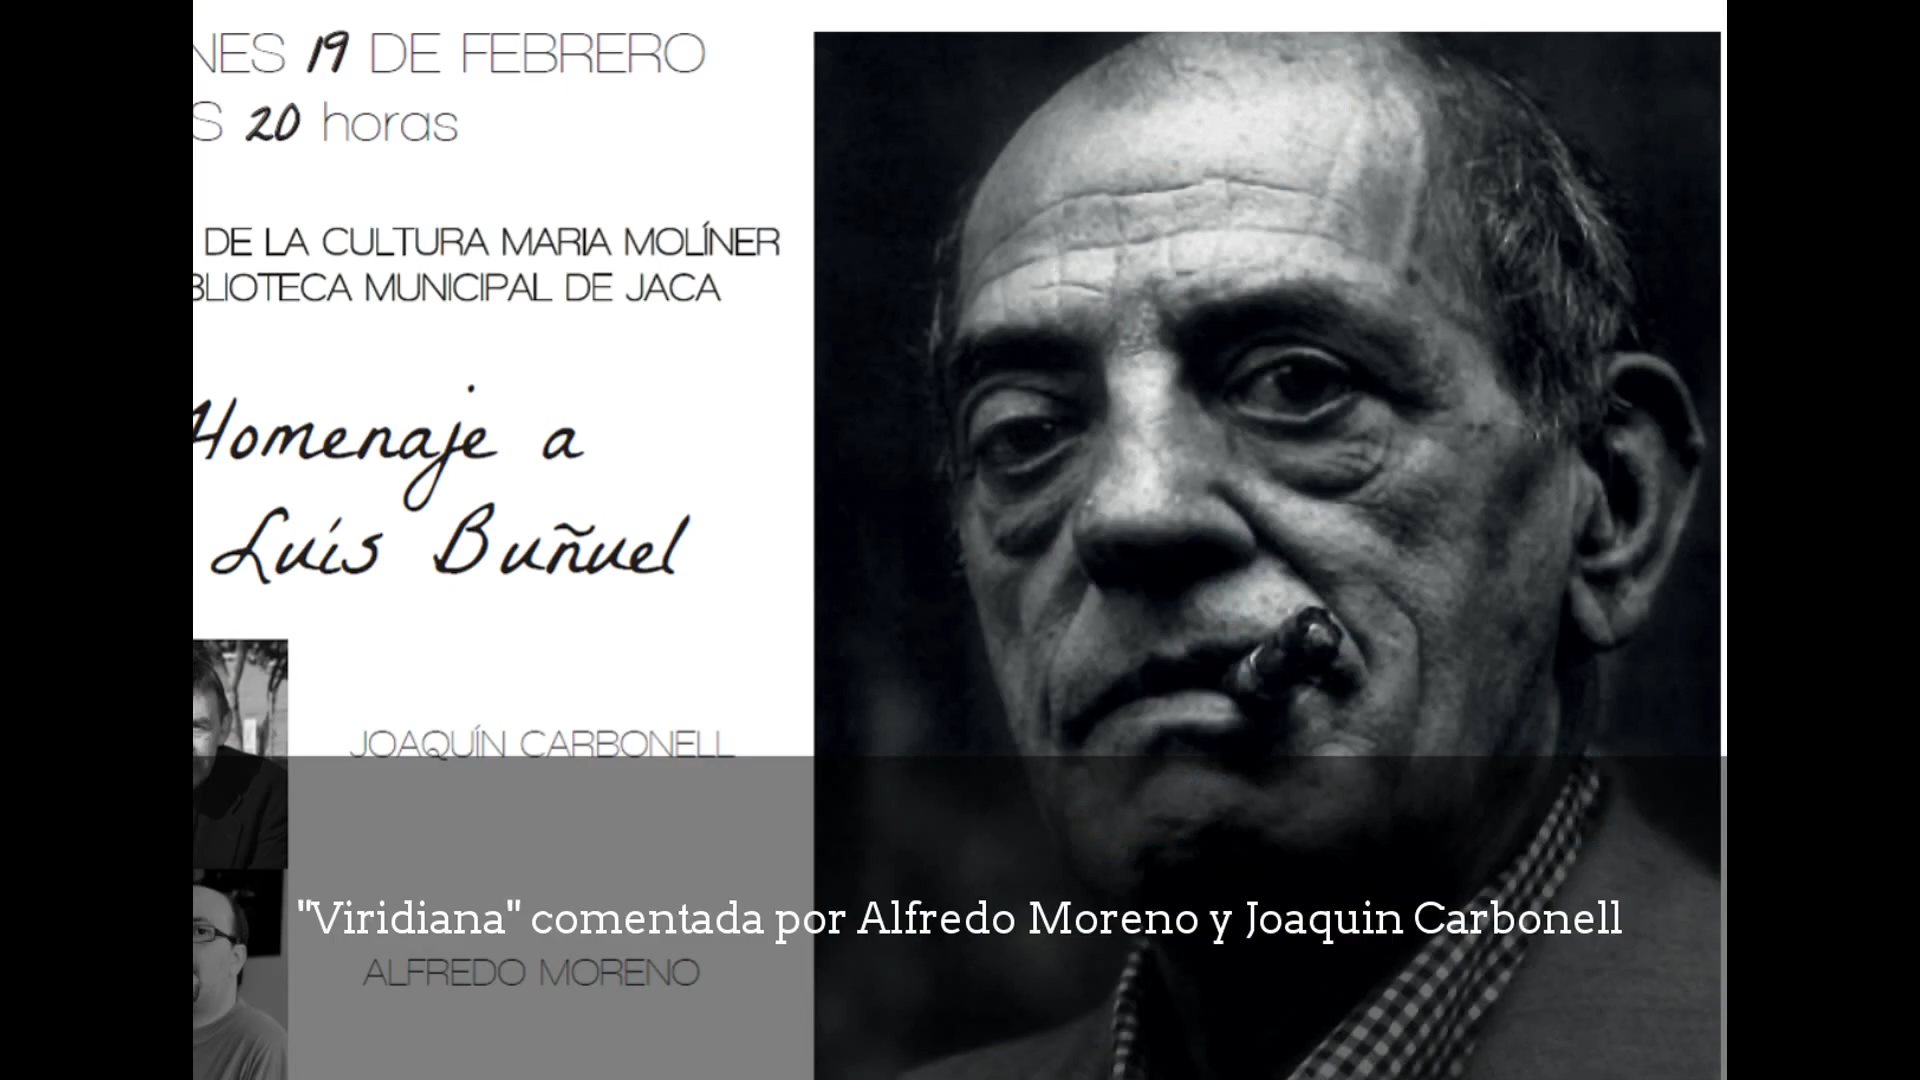 NES 19 DE FEBRERO
S 20 horas
DE LA CULTURA MARIA MOLÍNER
BLIOTECA MUNICIPAL DE JACA
Homenaje a
Luis Buñuel
JOAQUÍN CARBONELL
"Viridiana" comentada por Alfredo Moreno y Joaquin Carbonell
ALFREDO MORENO